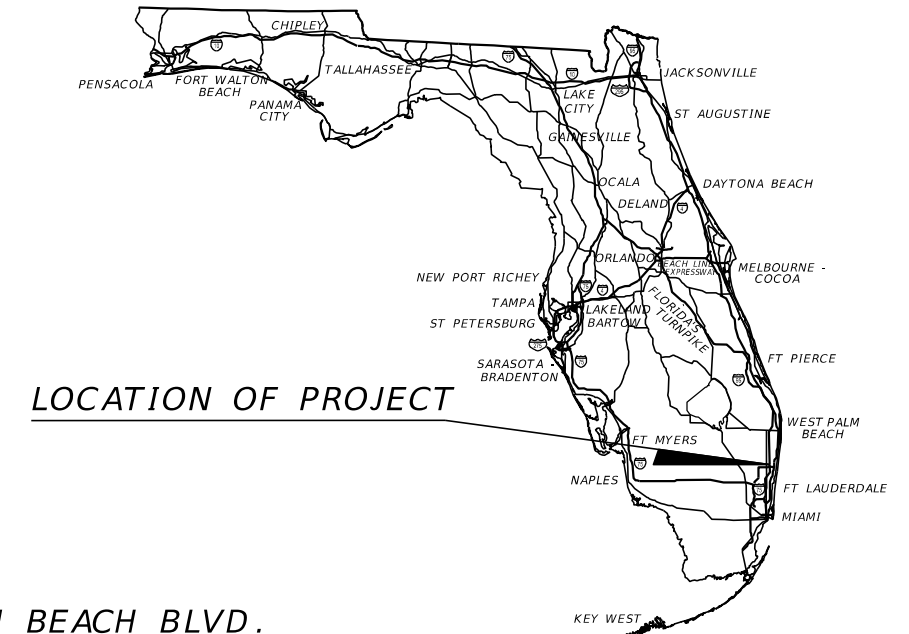 CHIPLEY
PENSACOLA
FORT WALTON
BEACH
PANAMA
CITY
TALLAHASSEE
LAKE
CITY
JACKSONVILLE
ST AUGUSTINE
GAINESVILLE
OCALA
DELAND
DAYTONA BEACH
ORLANDO
BEACH LINE
EXPRESSWAY
MELBOURNE -
COCOA
NEW PORT RICHEY
TAMPA
ST PETERSBURG
LAKELAND
BARTOW
FLORIDA'S
TURNPIKE
SARASOTA -
BRADENTON
FT PIERCE
LOCATION OF PROJECT
WEST PALM
BEACH
FT MYERS
NAPLES
FT LAUDERDALE
MIAMI
KEY WEST
BEACH BLVD.